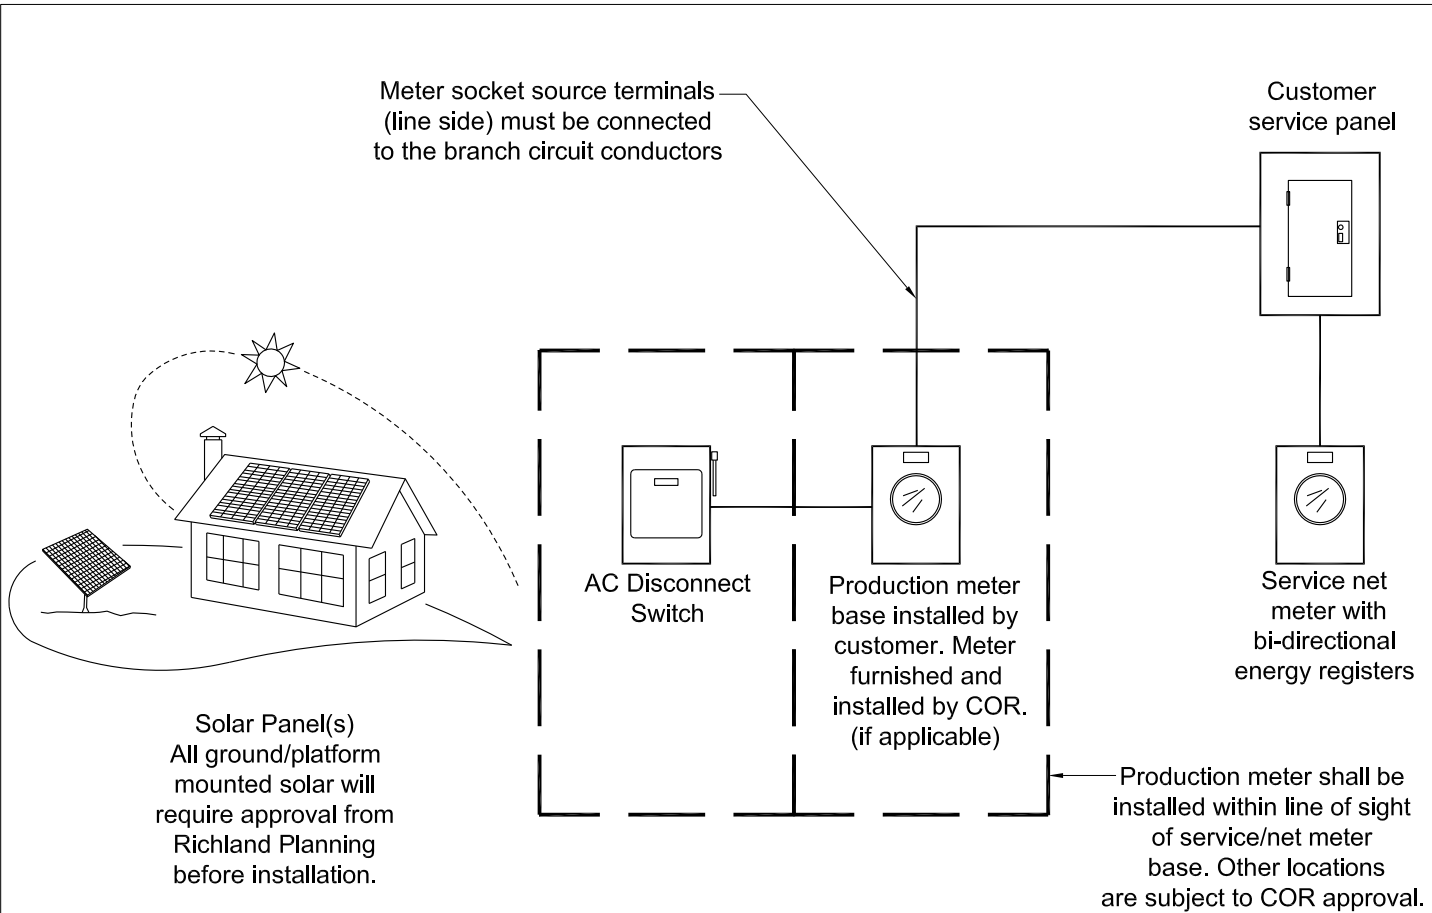 Meter socket source terminals
(line side) must be connected
to the branch circuit conductors
Customer
service panel
AC Disconnect
Switch
Production meter
base installed by
customer. Meter
furnished and
installed by COR.
(if applicable)
Service net
meter with
bi-directional
energy registers
Solar Panel(s)
All ground/platform
mounted solar will
require approval from
Richland Planning
before installation.
Production meter shall be
installed within line of sight
of service/net meter
base. Other locations
are subject to COR approval.